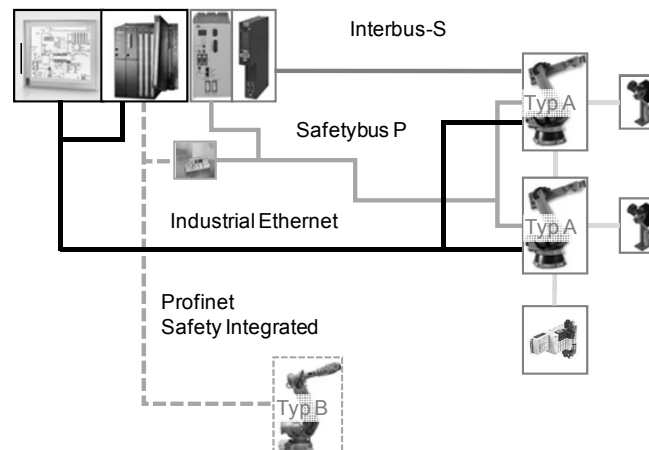 Interbus-S
Typ A
Safetybus P
Typ A
Industrial Ethernet
Profinet
Safety Integrated
Typ B